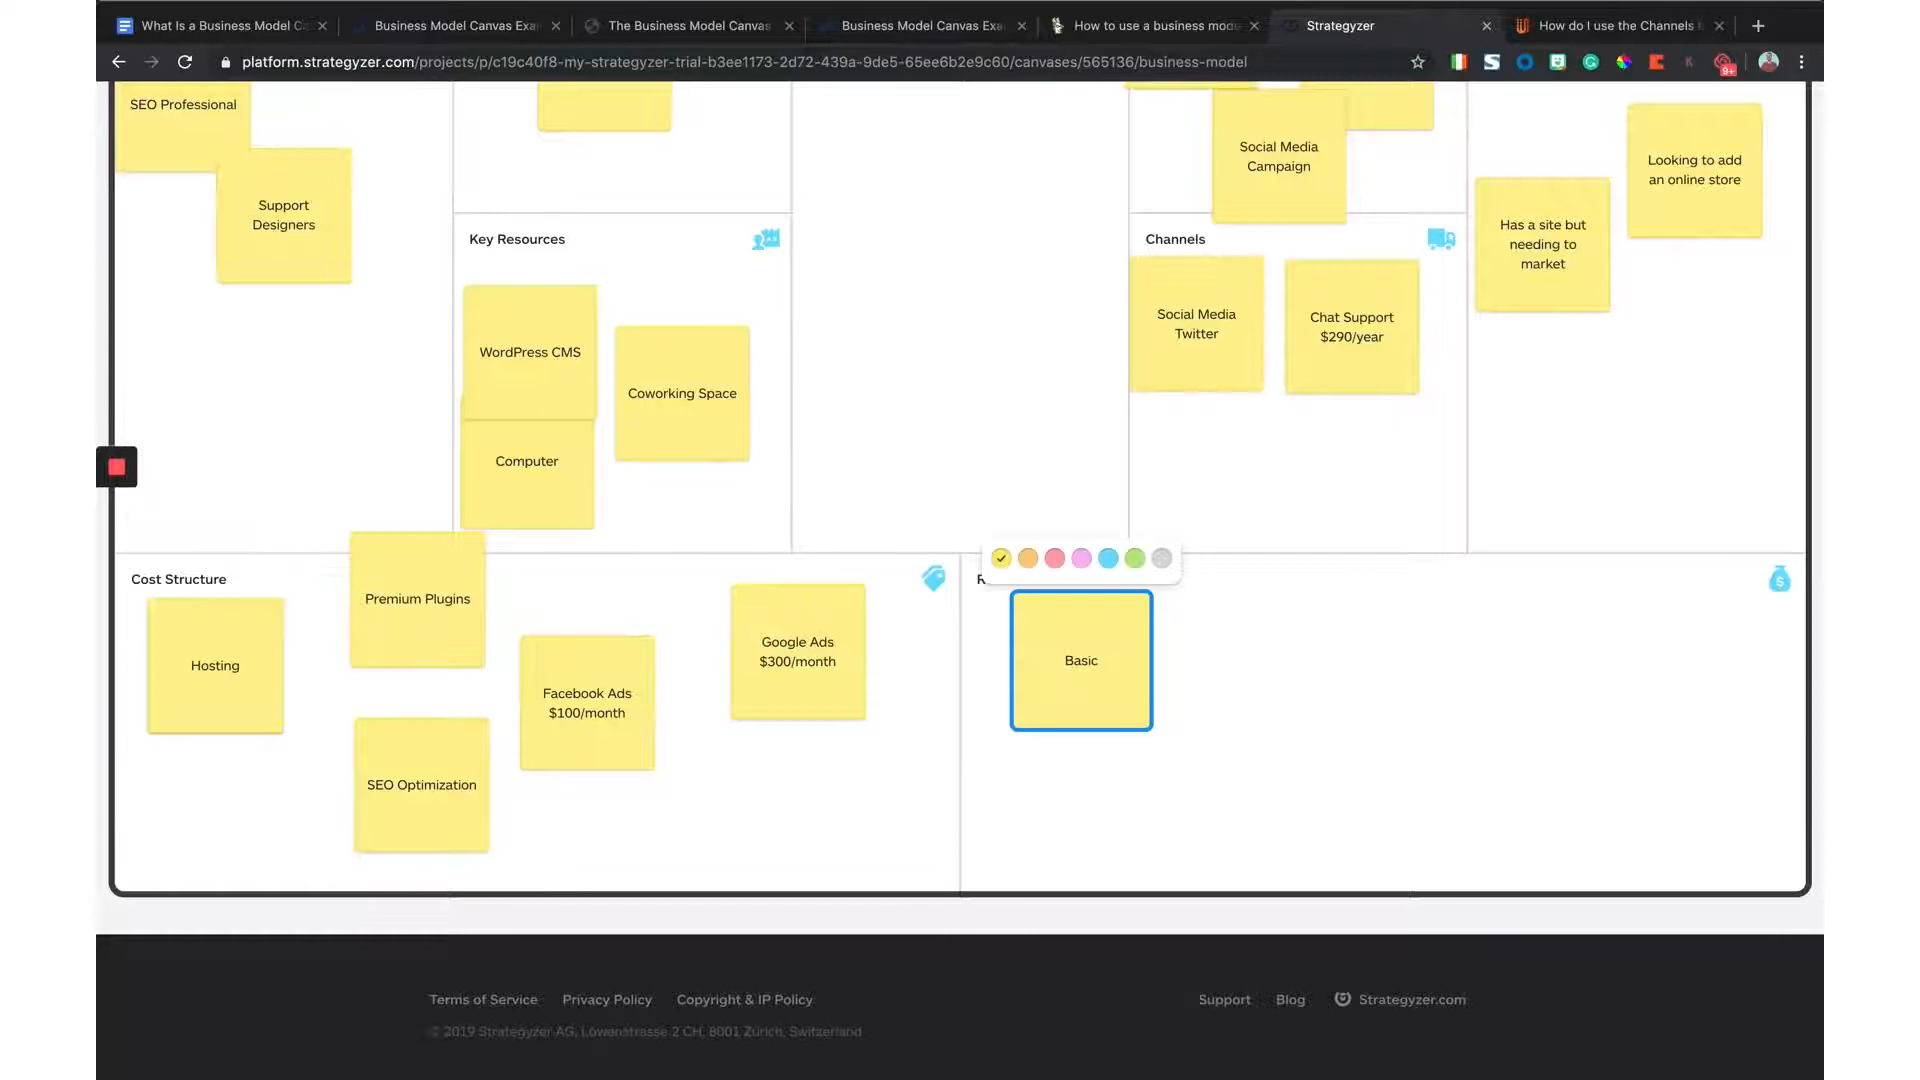 What Is a Business Model C
Business Model Canvas Exa
The Business Model Canvas
Business Model Canvas Exa
How to use a business mode
Strategyzer
How do I use the Channels
platform.strategyzer.com/projects/p/c19c40f8-my-strategyzer-trial-b3ee1173-2d72-439a-9de5-65ee6b2e9c60/canvases/565136/business-model
9+
SEO Professional
Support
Designers
Social Media
Campaign
Looking to add
an online store
Has a site but
needing to
market
Key Resources
Channels
WordPress CMS
Coworking Space
Computer
Social Media
Twitter
Chat Support
$290/year
Cost Structure
Hosting
Premium Plugins
SEO Optimization
Facebook Ads
$100/month
Google Ads
$300/month
R
Basic
Terms of Service
Privacy Policy
Copyright & IP Policy
Support
Blog
Strategyzer.com
© 2019 Strategyzer AG, Löwenstrasse 2 CH, 8001 Zürich, Switzerland